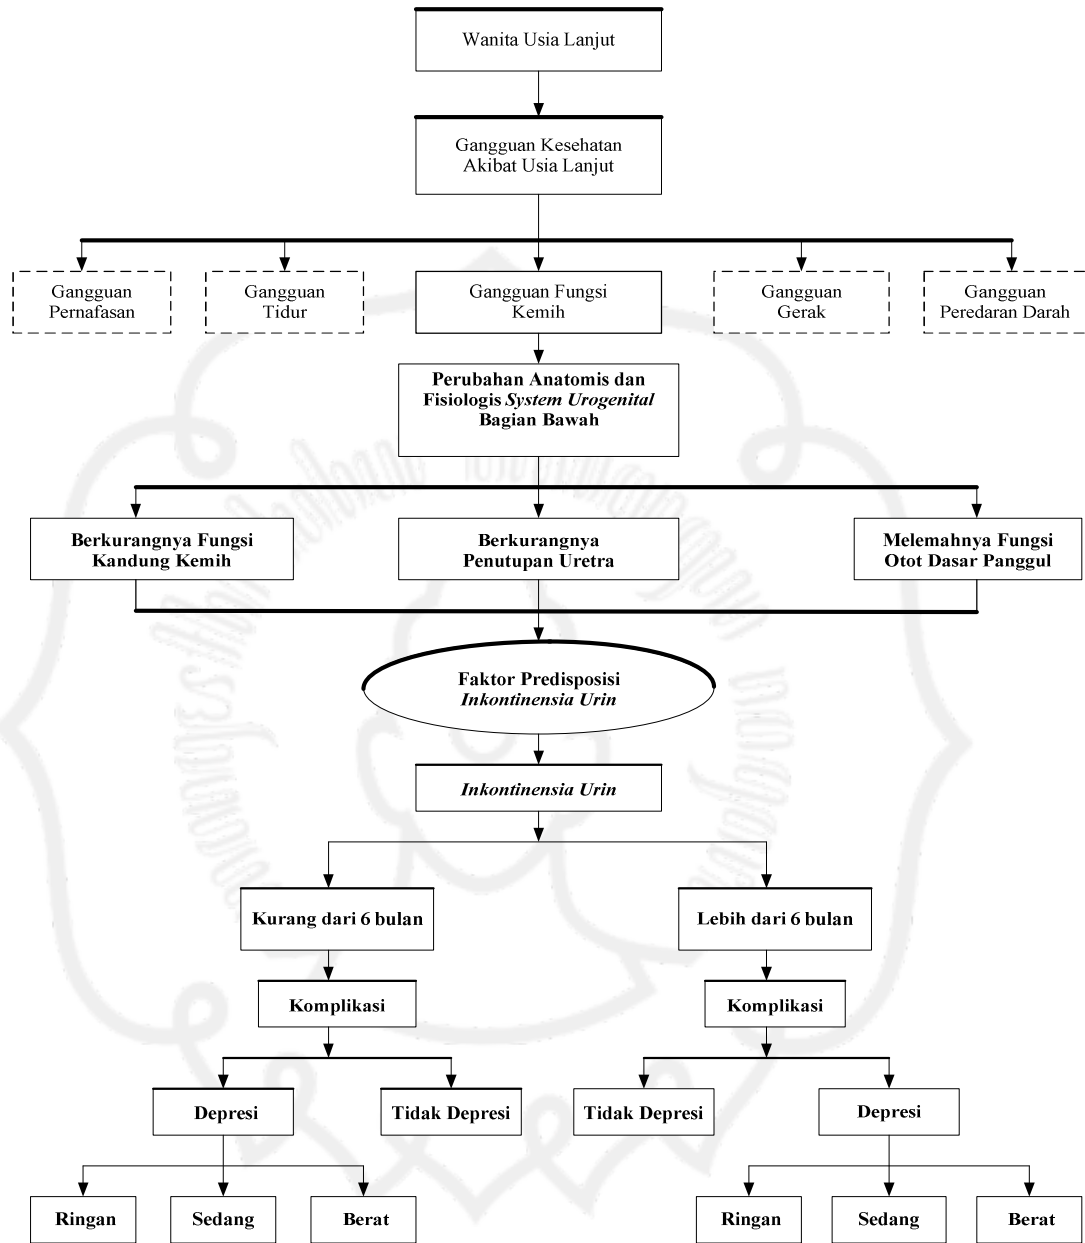 Wanita Usia Lanjut
Gangguan Kesehatan
Akibat Usia Lanjut
Gangguan
Pernafasan
Gangguan
Tidur
Gangguan Fungsi
Kemih
Gangguan
Gerak
Gangguan
Peredaran Darah
Perubahan Anatomis dan
Fisiologis System Urogenital
Bagian Bawah
Berkurangnya Fungsi
Kandung Kemih
Berkurangnya
Penutupan Uretra
Melemahnya Fungsi
Otot Dasar Panggul
Faktor Predisposisi
Inkontinensia Urin
Inkontinensia Urin
Kurang dari 6 bulan
Lebih dari 6 bulan
Komplikasi
Komplikasi
Depresi
Tidak Depresi
Tidak Depresi
Depresi
Ringan
Sedang
Berat
Ringan
Sedang
Berat